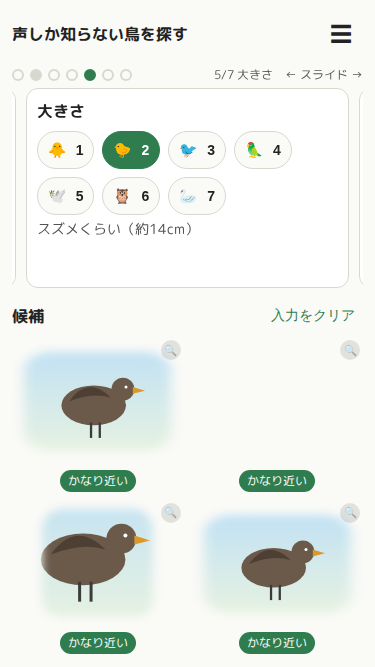 声しか知らない鳥を探す
5/7 大きさ ← スライド →
大きさ
1 2 3 4
5 6 7
スズメくらい（約14cm）
候補 入力をクリア
かなり近い かなり近い
かなり近い かなり近い